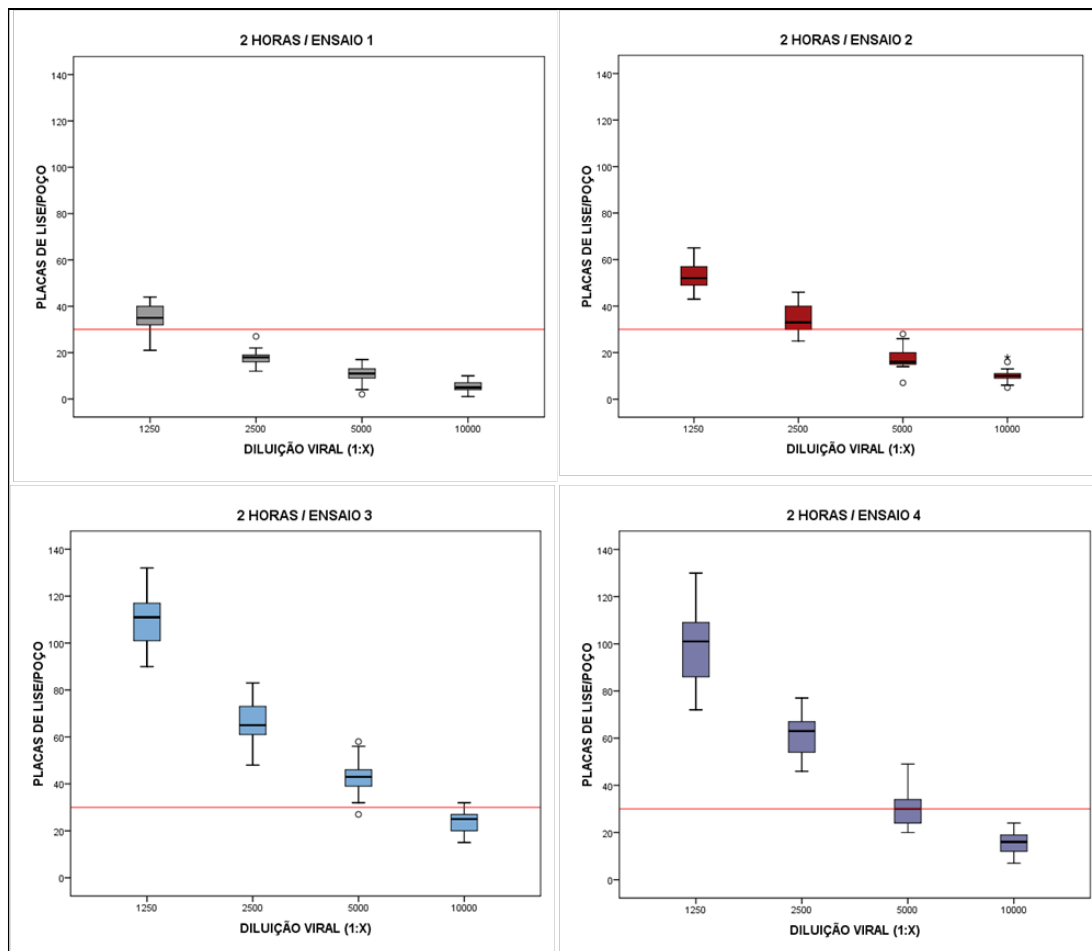 2 HORAS / ENSAIO 1
PLACAS DE LISE/POÇO
140
120
100
80
60
40
20
0
1250 2500 5000 10000
DILUIÇÃO VIRAL (1:X)
2 HORAS / ENSAIO 2
PLACAS DE LISE/POÇO
140
120
100
80
60
40
20
0
1250 2500 5000 10000
DILUIÇÃO VIRAL (1:X)
2 HORAS / ENSAIO 3
PLACAS DE LISE/POÇO
140
120
100
80
60
40
20
0
1250 2500 5000 10000
DILUIÇÃO VIRAL (1:X)
2 HORAS / ENSAIO 4
PLACAS DE LISE/POÇO
140
120
100
80
60
40
20
0
1250 2500 5000 10000
DILUIÇÃO VIRAL (1:X)